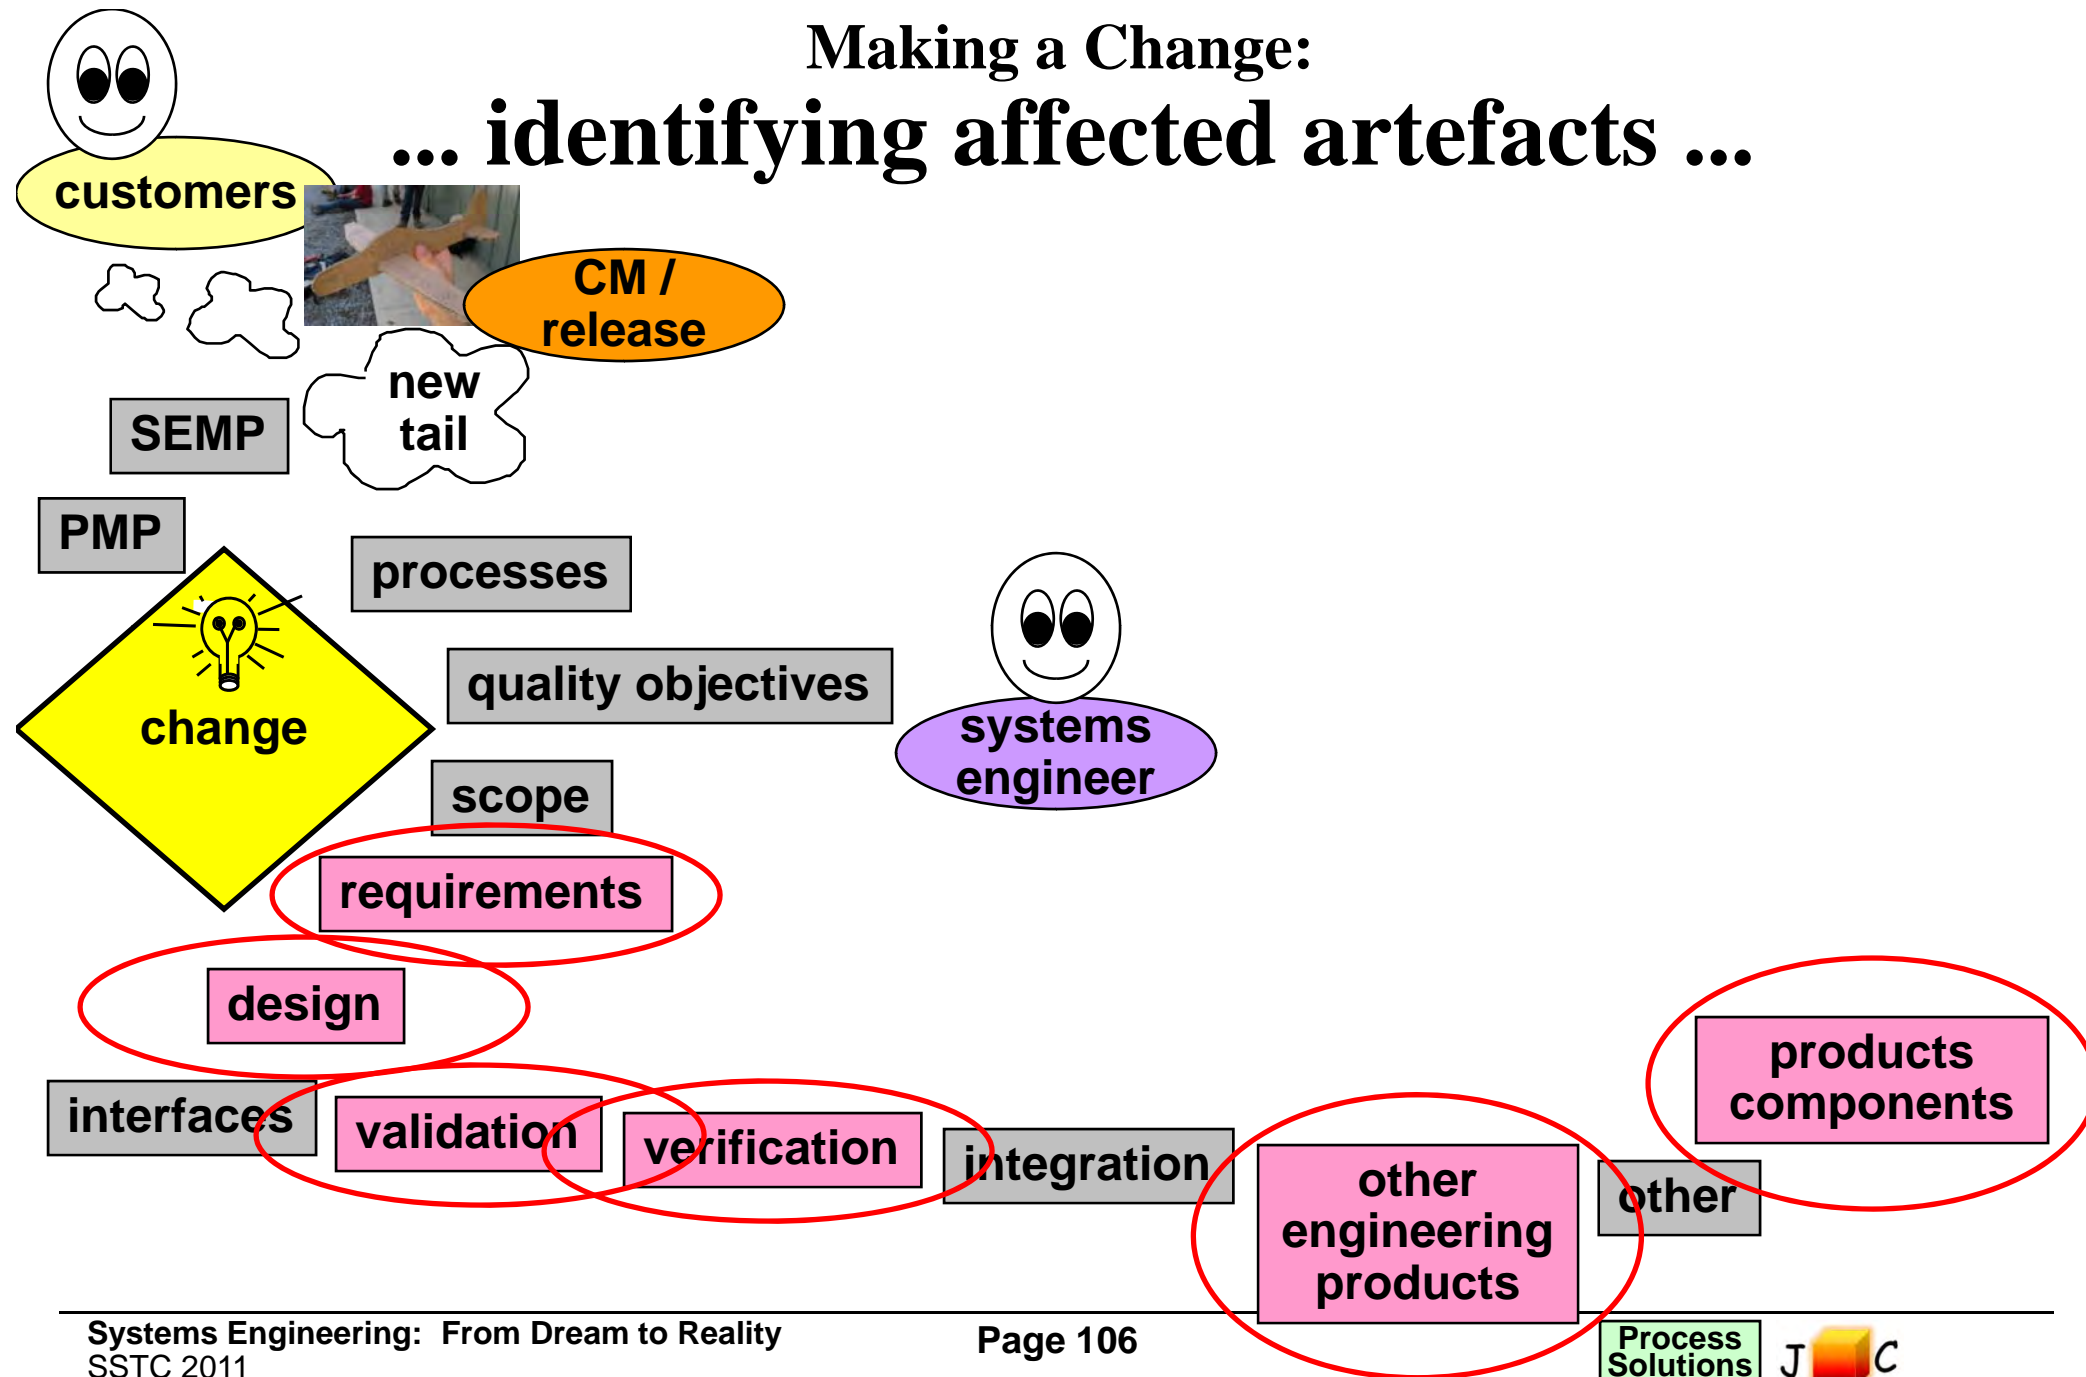 Making a Change:
... identifying affected artefacts ...
customers
CM /
release
new
tail
SEMP
PMP
processes
quality objectives
change
systems
engineer
scope
requirements
design
products
components
interfaces
validation
verification
integration
other
engineering
products
other
Systems Engineering: From Dream to Reality
SSTC 2011
Page 106
Process
Solutions
J C